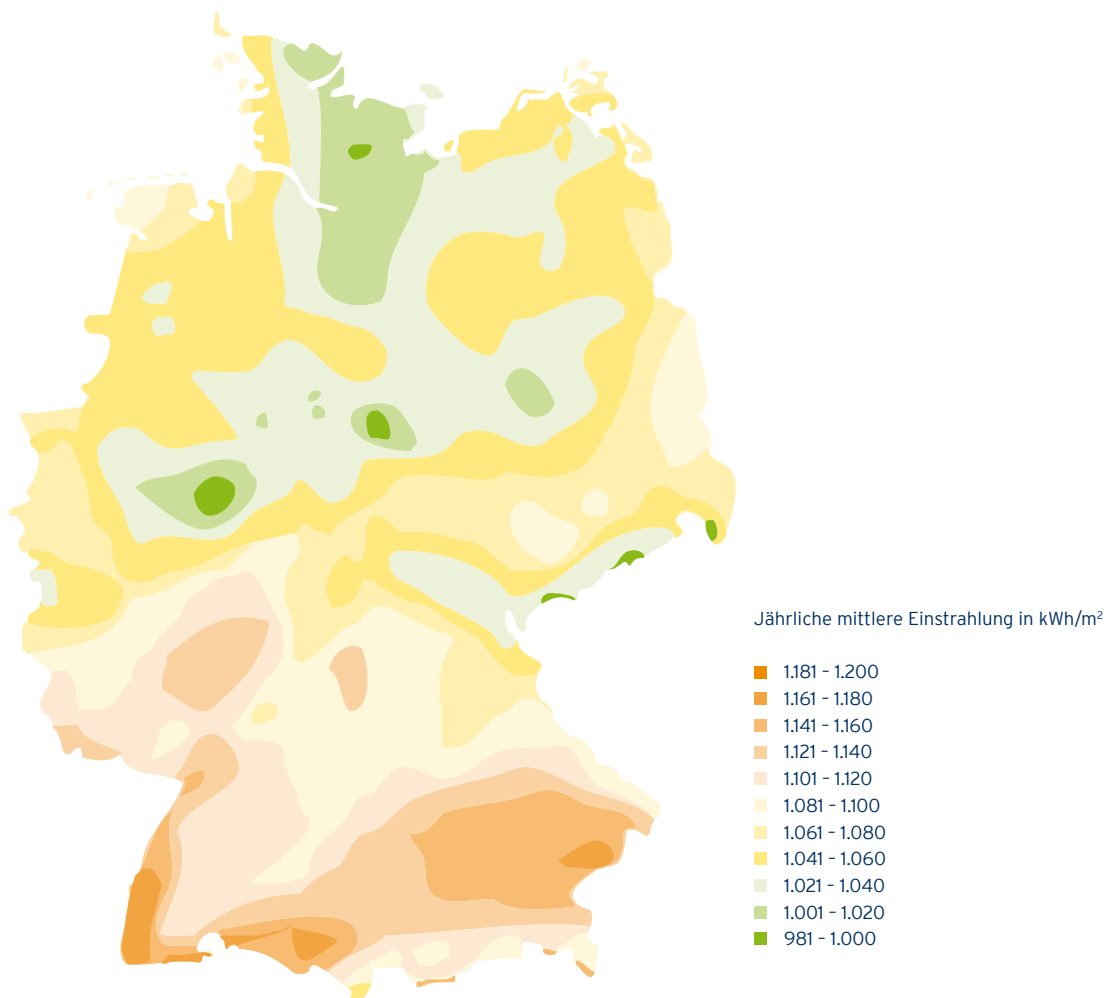 Jährliche mittlere Einstrahlung in kWh/m²
1.181 – 1.200
1.161 – 1.180
1.141 – 1.160
1.121 – 1.140
1.101 – 1.120
1.081 – 1.100
1.061 – 1.080
1.041 – 1.060
1.021 – 1.040
1.001 – 1.020
981 – 1.000